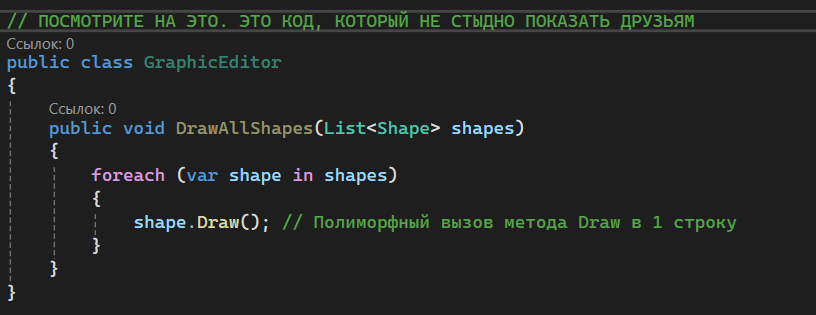 // ПОСМОТРИТЕ НА ЭТО. ЭТО КОД, КОТОРЫЙ НЕ СТЫДНО ПОКАЗАТЬ ДРУЗЬЯМ
Ссылок: 0
public class GraphicEditor
{
Ссылок: 0
public void DrawAllShapes(List<Shape> shapes)
{
foreach (var shape in shapes)
{
shape.Draw(); // Полиморфный вызов метода Draw в 1 строку
}
}
}